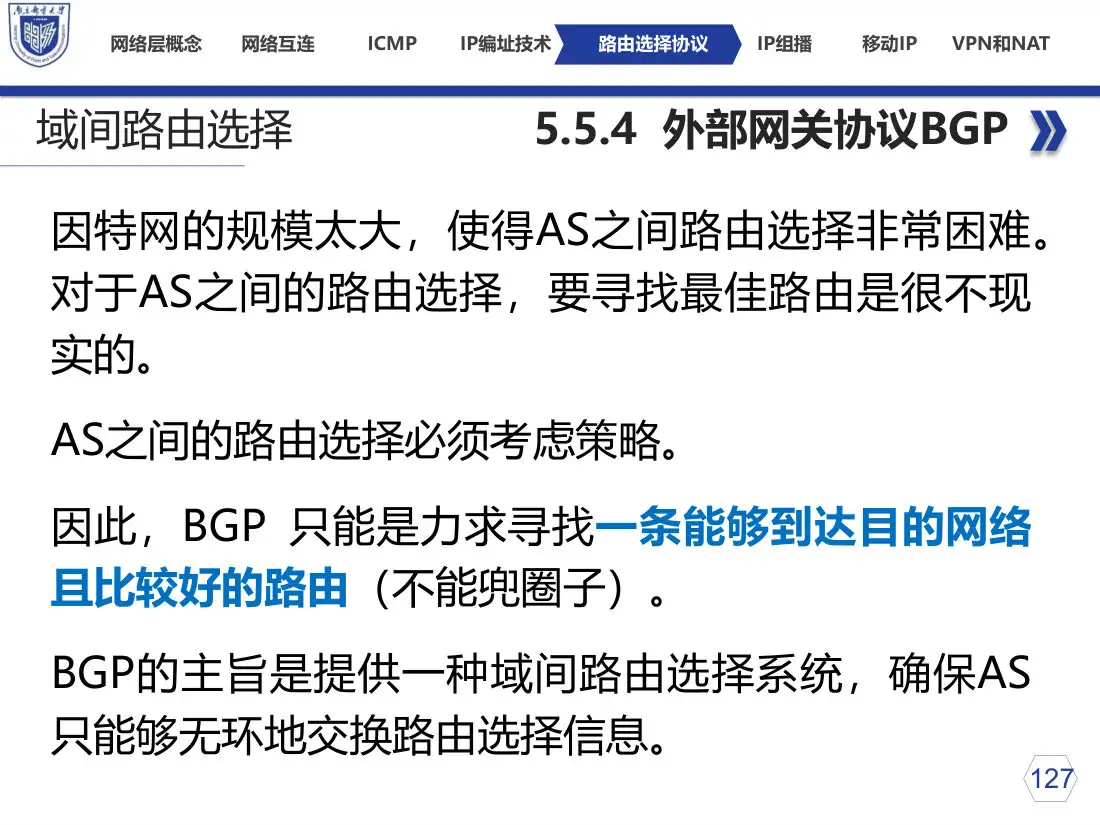 网络层概念 网络互连 ICMP IP编址技术 路由选择协议 IP组播 移动IP VPN和NAT
域间路由选择 5.5.4 外部网关协议BGP
因特网的规模太大，使得AS之间路由选择非常困难。
对于AS之间的路由选择，要寻找最佳路由是很不现
实的。
AS之间的路由选择必须考虑策略。
因此，BGP 只能是力求寻找一条能够到达目的网络
且比较好的路由（不能兜圈子）。
BGP的主旨是提供一种域间路由选择系统，确保AS
只能够无环地交换路由选择信息。
127